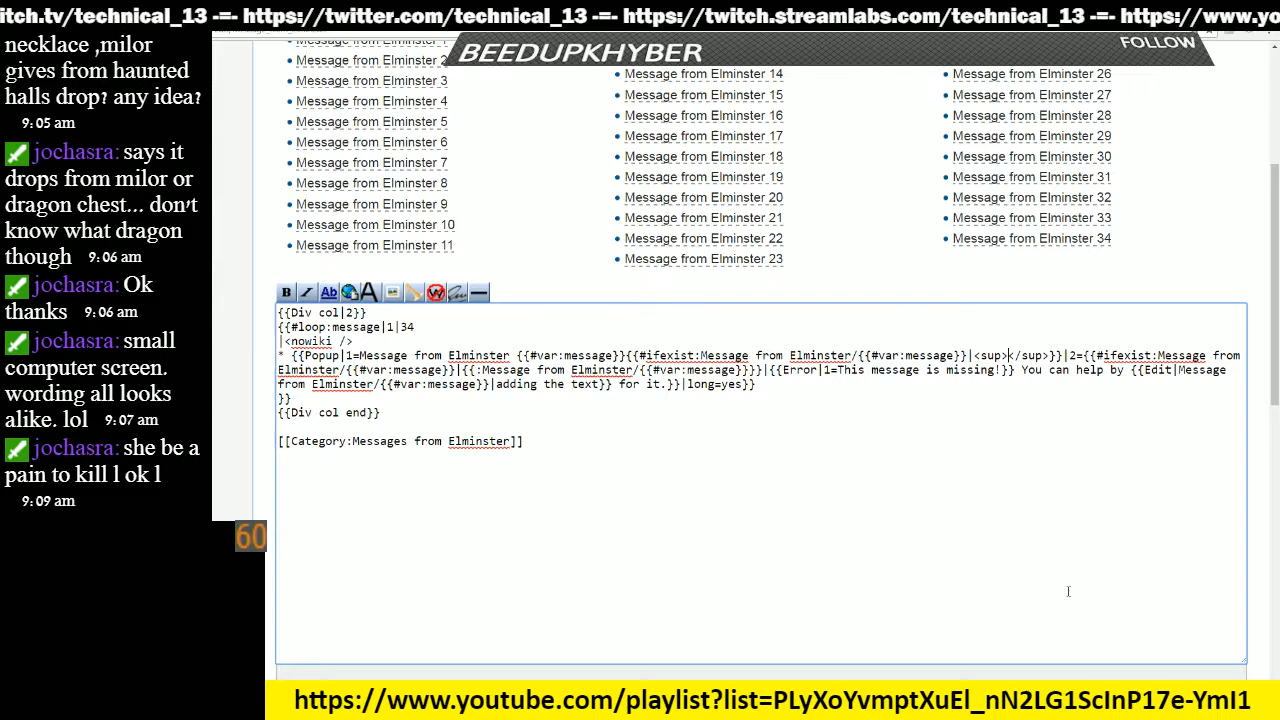 itch.tv/technical_13 -=- https://twitter.com/technical_13 -=- https://twitch.streamlabs.com/technical_13 -=- https://www.yo
necklace ,milor
gives from haunted
halls drop? any idea?
9:05 am
jochasra: says it
drops from milor or
dragon chest... don't
know what dragon
though 9:06 am
jochasra: Ok
thanks 9:06 am
jochasra: small
computer screen.
wording all looks
alike. lol 9:07 am
jochasra: she be a
pain to kill l ok l
9:09 am
BEEDUPKHYBER
FOLLOW
Message from Elminster 1
Message from Elminster 2
Message from Elminster 3
Message from Elminster 4
Message from Elminster 5
Message from Elminster 6
Message from Elminster 7
Message from Elminster 8
Message from Elminster 9
Message from Elminster 10
Message from Elminster 11
Message from Elminster 14
Message from Elminster 15
Message from Elminster 16
Message from Elminster 17
Message from Elminster 18
Message from Elminster 19
Message from Elminster 20
Message from Elminster 21
Message from Elminster 22
Message from Elminster 23
Message from Elminster 26
Message from Elminster 27
Message from Elminster 28
Message from Elminster 29
Message from Elminster 30
Message from Elminster 31
Message from Elminster 32
Message from Elminster 33
Message from Elminster 34
B I Ab A W
{{Div col|2}}
{{#loop:message|1|34
|<nowiki />
* {{Popup|1=Message from Elminster {{#var:message}}{{#ifexist:Message from Elminster/{{#var:message}}|<sup></sup>}}|2={{#ifexist:Message from
Elminster/{{#var:message}}|{{:Message from Elminster/{{#var:message}}}}|{{Error|1=This message is missing!}} You can help by {{Edit|Message
from Elminster/{{#var:message}}|adding the text}} for it.}}|long=yes}}
}}
{{Div col end}}
[[Category:Messages from Elminster]]
60
https://www.youtube.com/playlist?list=PLyXoYvmptXuEl_nN2LG1ScInP17e-YmI1